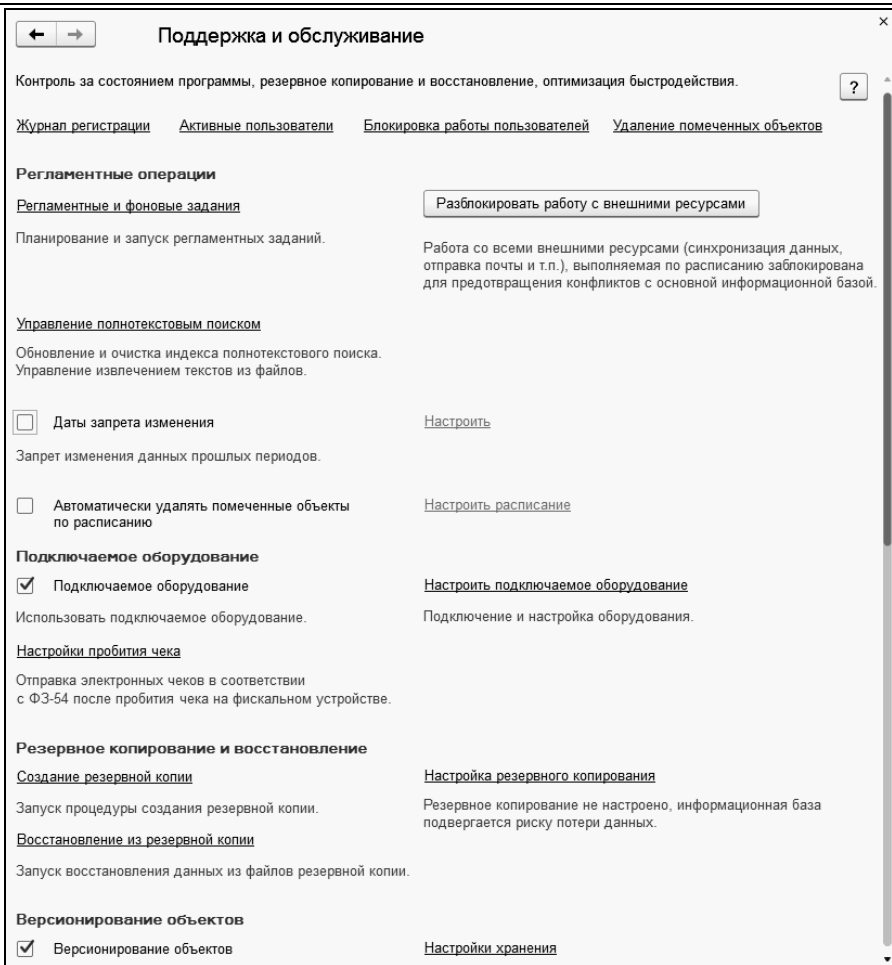 Поддержка и обслуживание
Контроль за состоянием программы, резервное копирование и восстановление, оптимизация быстродействия.
?
Журнал регистрации Активные пользователи Блокировка работы пользователей Удаление помеченных объектов
Регламентные операции
Регламентные и фоновые задания
Разблокировать работу с внешними ресурсами
Планирование и запуск регламентных заданий.
Работа со всеми внешними ресурсами (синхронизация данных,
отправка почты и т.п.), выполняемая по расписанию заблокирована
для предотвращения конфликтов с основной информационной базой.
Управление полнотекстовым поиском
Обновление и очистка индекса полнотекстового поиска.
Управление извлечением текстов из файлов.
Даты запрета изменения
Настроить
Запрет изменения данных прошлых периодов.
Автоматически удалять помеченные объекты
по расписанию
Настроить расписание
Подключаемое оборудование
Подключаемое оборудование
Настроить подключаемое оборудование
Использовать подключаемое оборудование.
Подключение и настройка оборудования.
Настройки пробития чека
Отправка электронных чеков в соответствии
с ФЗ-54 после пробития чека на фискальном устройстве.
Резервное копирование и восстановление
Создание резервной копии
Настройка резервного копирования
Запуск процедуры создания резервной копии.
Резервное копирование не настроено, информационная база
подвергается риску потери данных.
Восстановление из резервной копии
Запуск восстановления данных из файлов резервной копии.
Версионирование объектов
Версионирование объектов
Настройки хранения